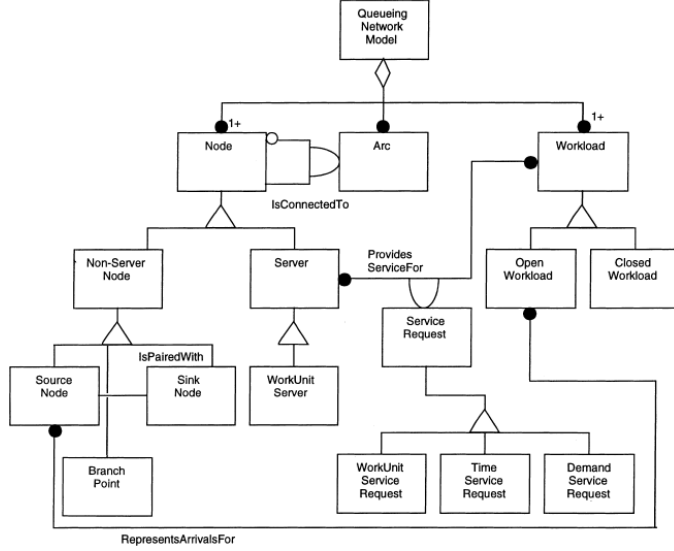 Queueing
Network
Model
1+
1+
Node
Arc
Workload
IsConnectedTo
Non-Server
Node
Server
Provides
ServiceFor
Open
Workload
Closed
Workload
Service
Request
IsPairedWith
Source
Node
Sink
Node
WorkUnit
Server
Branch
Point
WorkUnit
Service
Request
Time
Service
Request
Demand
Service
Request
RepresentsArrivalsFor